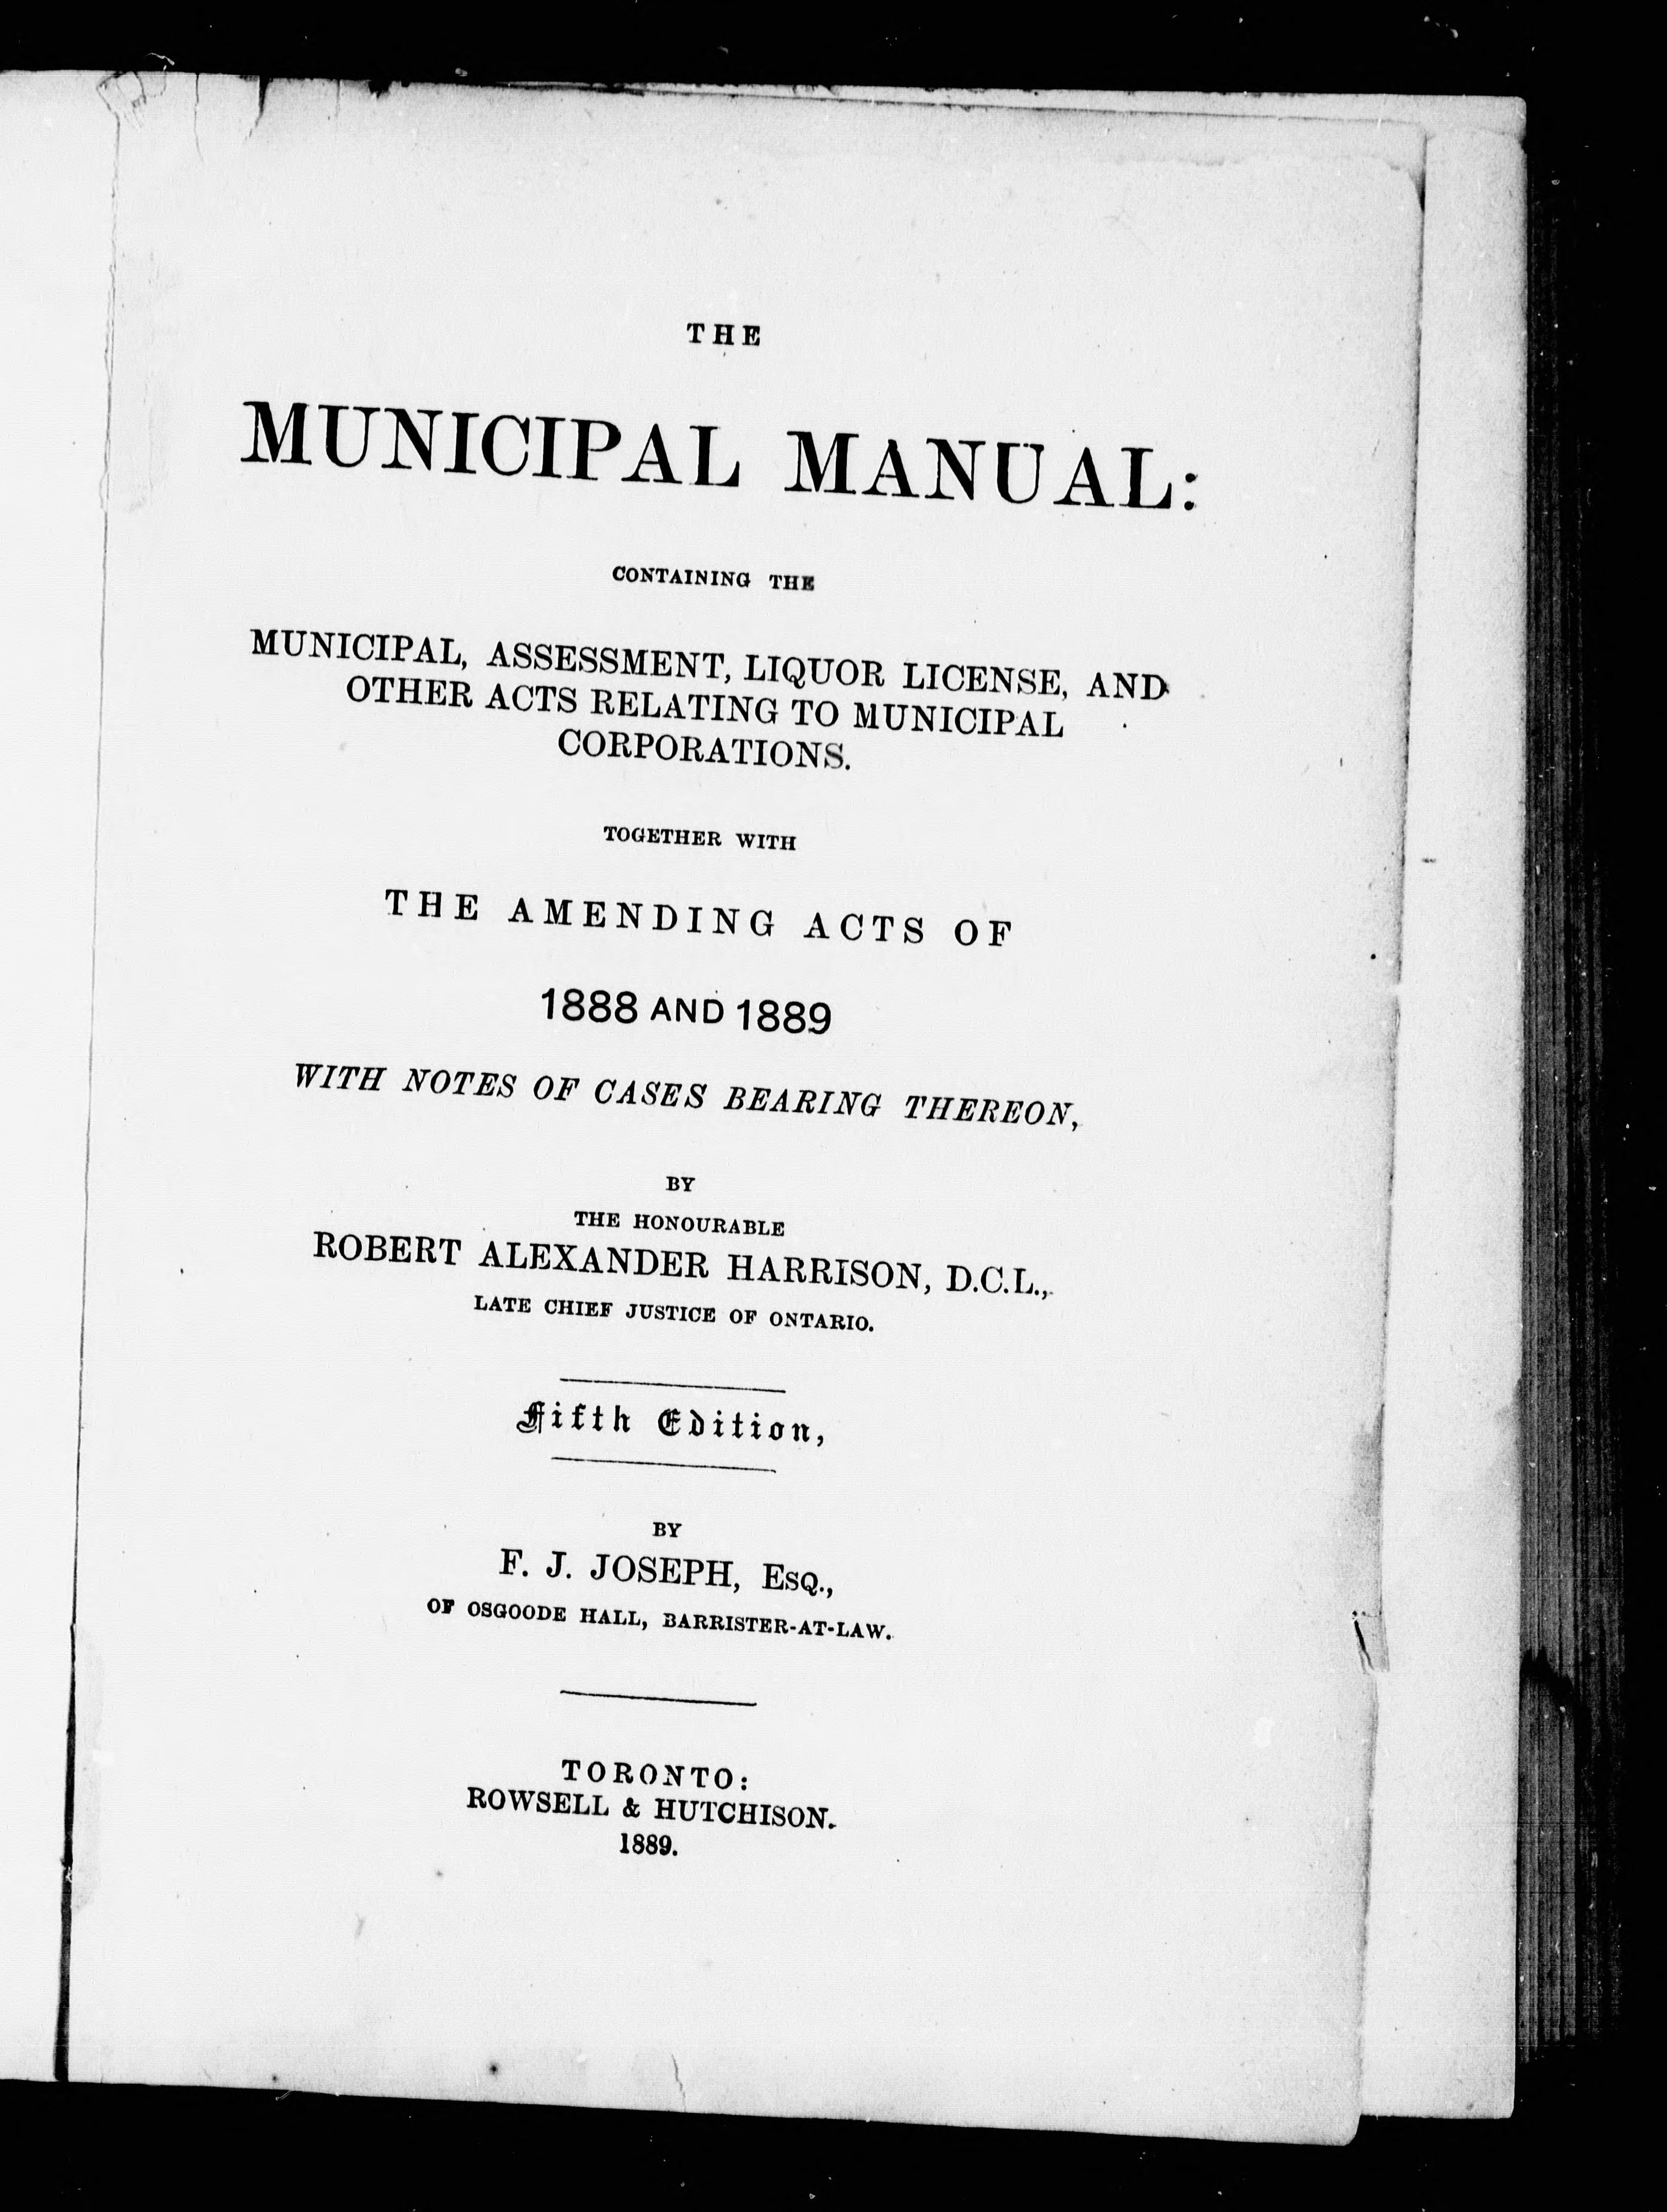 THE
MUNICIPAL MANUAL:
CONTAINING THE
MUNICIPAL, ASSESSMENT, LIQUOR LICENSE, AND
OTHER ACTS RELATING TO MUNICIPAL
CORPORATIONS.
TOGETHER WITH
THE AMENDING ACTS OF
1888 AND 1889
WITH NOTES OF CASES BEARING THEREON,
BY
THE HONOURABLE
ROBERT ALEXANDER HARRISON, D.C.L.,
LATE CHIEF JUSTICE OF ONTARIO.
Fifth Edition,
BY
F. J. JOSEPH, ESQ.,
OF OSGOODE HALL, BARRISTER-AT-LAW.
TORONTO:
ROWSELL & HUTCHISON.
1889.